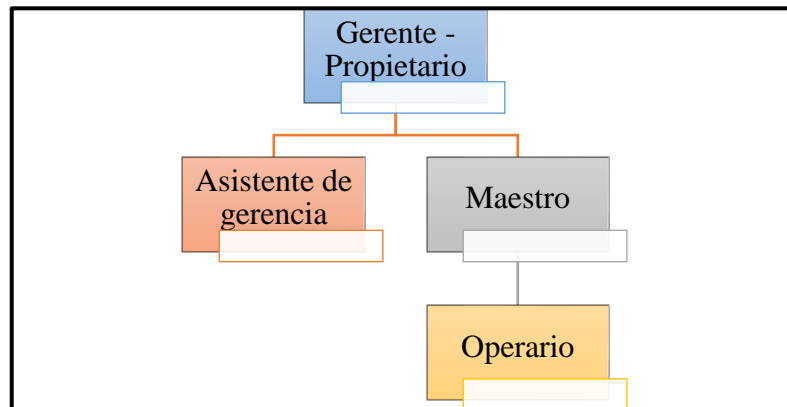 Gerente -
Propietario
Asistente de
gerencia
Maestro
Operario